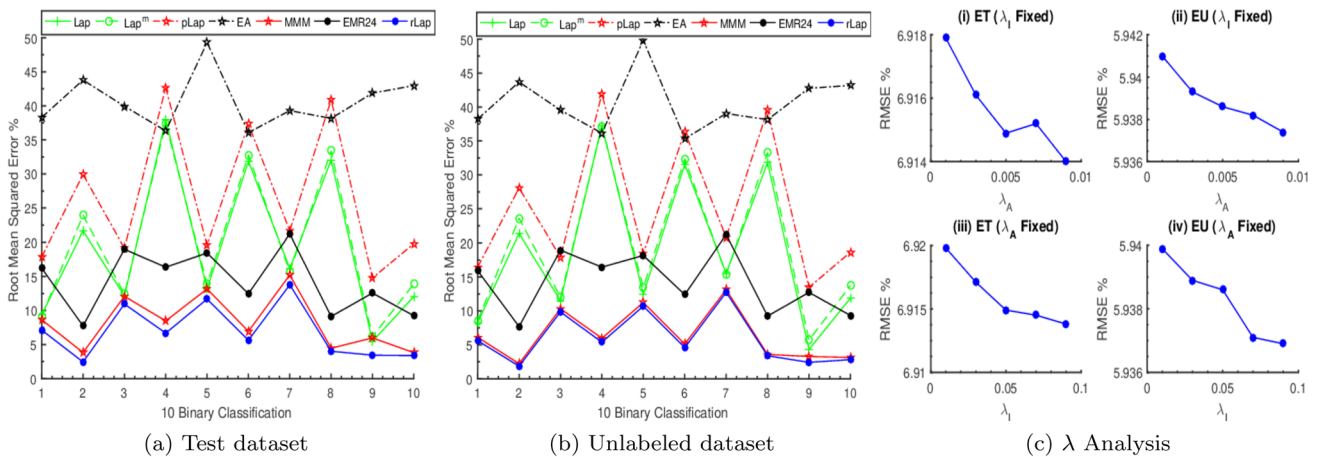 Lap Lap^m pLap EA MMM EMR24 rLap
50
45
40
35
30
25
20
15
10
5
0
Root Mean Squared Error %
1 2 3 4 5 6 7 8 9 10
10 Binary Classification
(a) Test dataset
Lap Lap^m pLap EA MMM EMR24 rLap
50
45
40
35
30
25
20
15
10
5
0
Root Mean Squared Error %
1 2 3 4 5 6 7 8 9 10
10 Binary Classification
(b) Unlabeled dataset
(i) ET (λ_I Fixed)
6.918
6.916
6.914
RMSE %
0 0.005 0.01
λ_A
(ii) EU (λ_I Fixed)
5.942
5.94
5.938
5.936
RMSE %
0 0.005 0.01
λ_A
(iii) ET (λ_A Fixed)
6.92
6.915
6.91
RMSE %
0 0.05 0.1
λ_I
(iv) EU (λ_A Fixed)
5.94
5.938
5.936
RMSE %
0 0.05 0.1
λ_I
(c) λ Analysis